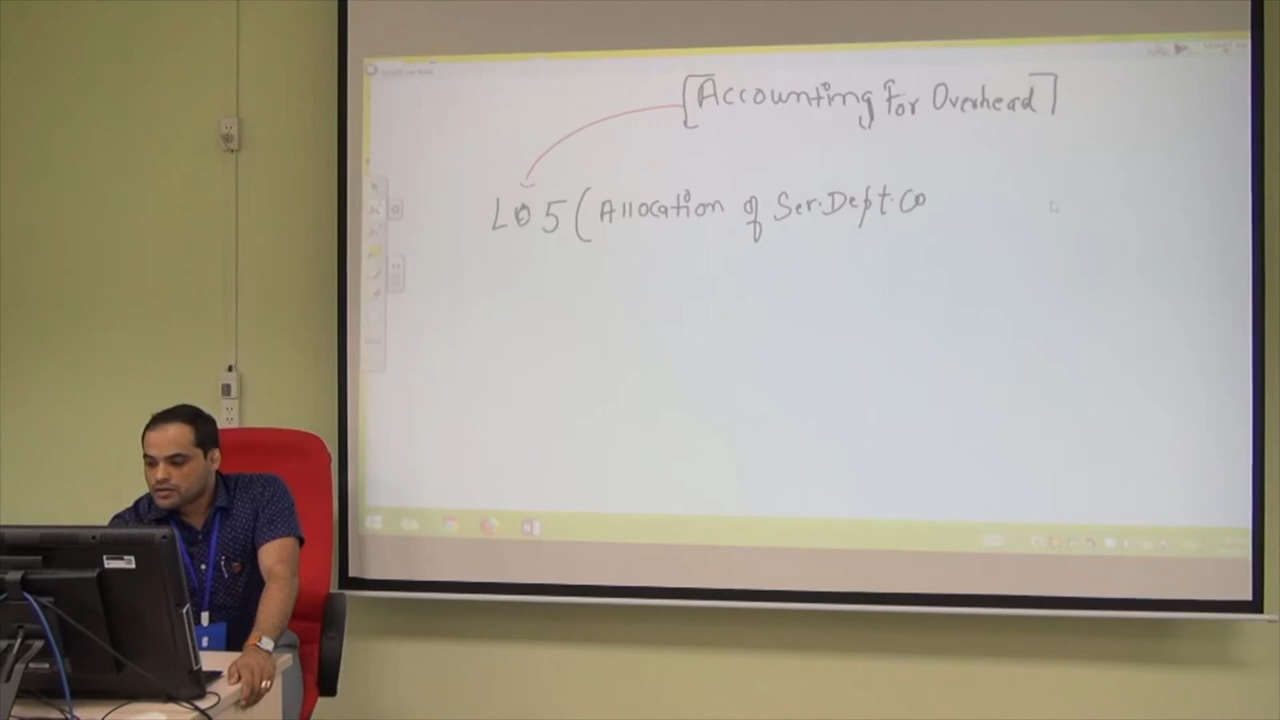 [Accounting For Overhead]
LO 5 (Allocation of Ser. Dept. Co